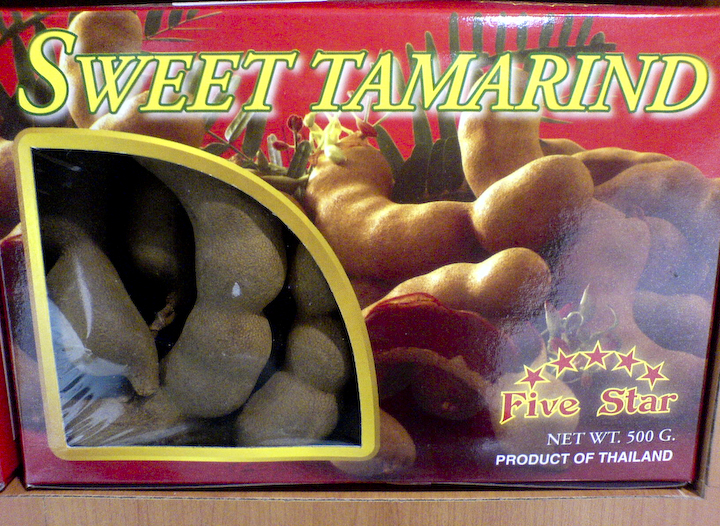 SWEET TAMARIND
Five Star
NET WT. 500 G.
PRODUCT OF THAILAND